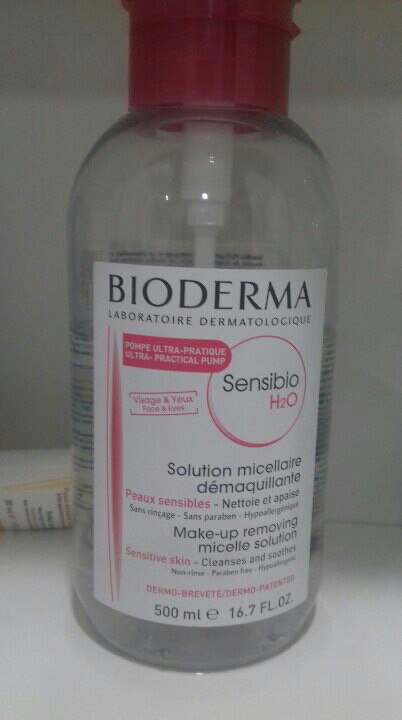 BIODERMA
LABORATOIRE DERMATOLOGIQUE
POMPE ULTRA-PRATIQUE
ULTRA- PRACTICAL PUMP
Sensibio
H2O
Visage & Yeux
Face & Eyes
Solution micellaire
démaquillante
Peaux sensibles - Nettoie et apaise
Sans rinçage - Sans paraben - Hypoallergénique
Make-up removing
micelle solution
Sensitive skin - Cleanses and soothes
Non-rinse - Paraben free - Hypoallergenic
DERMO-BREVETÉ/DERMO-PATENTED
500 ml e 16.7 FL.OZ.